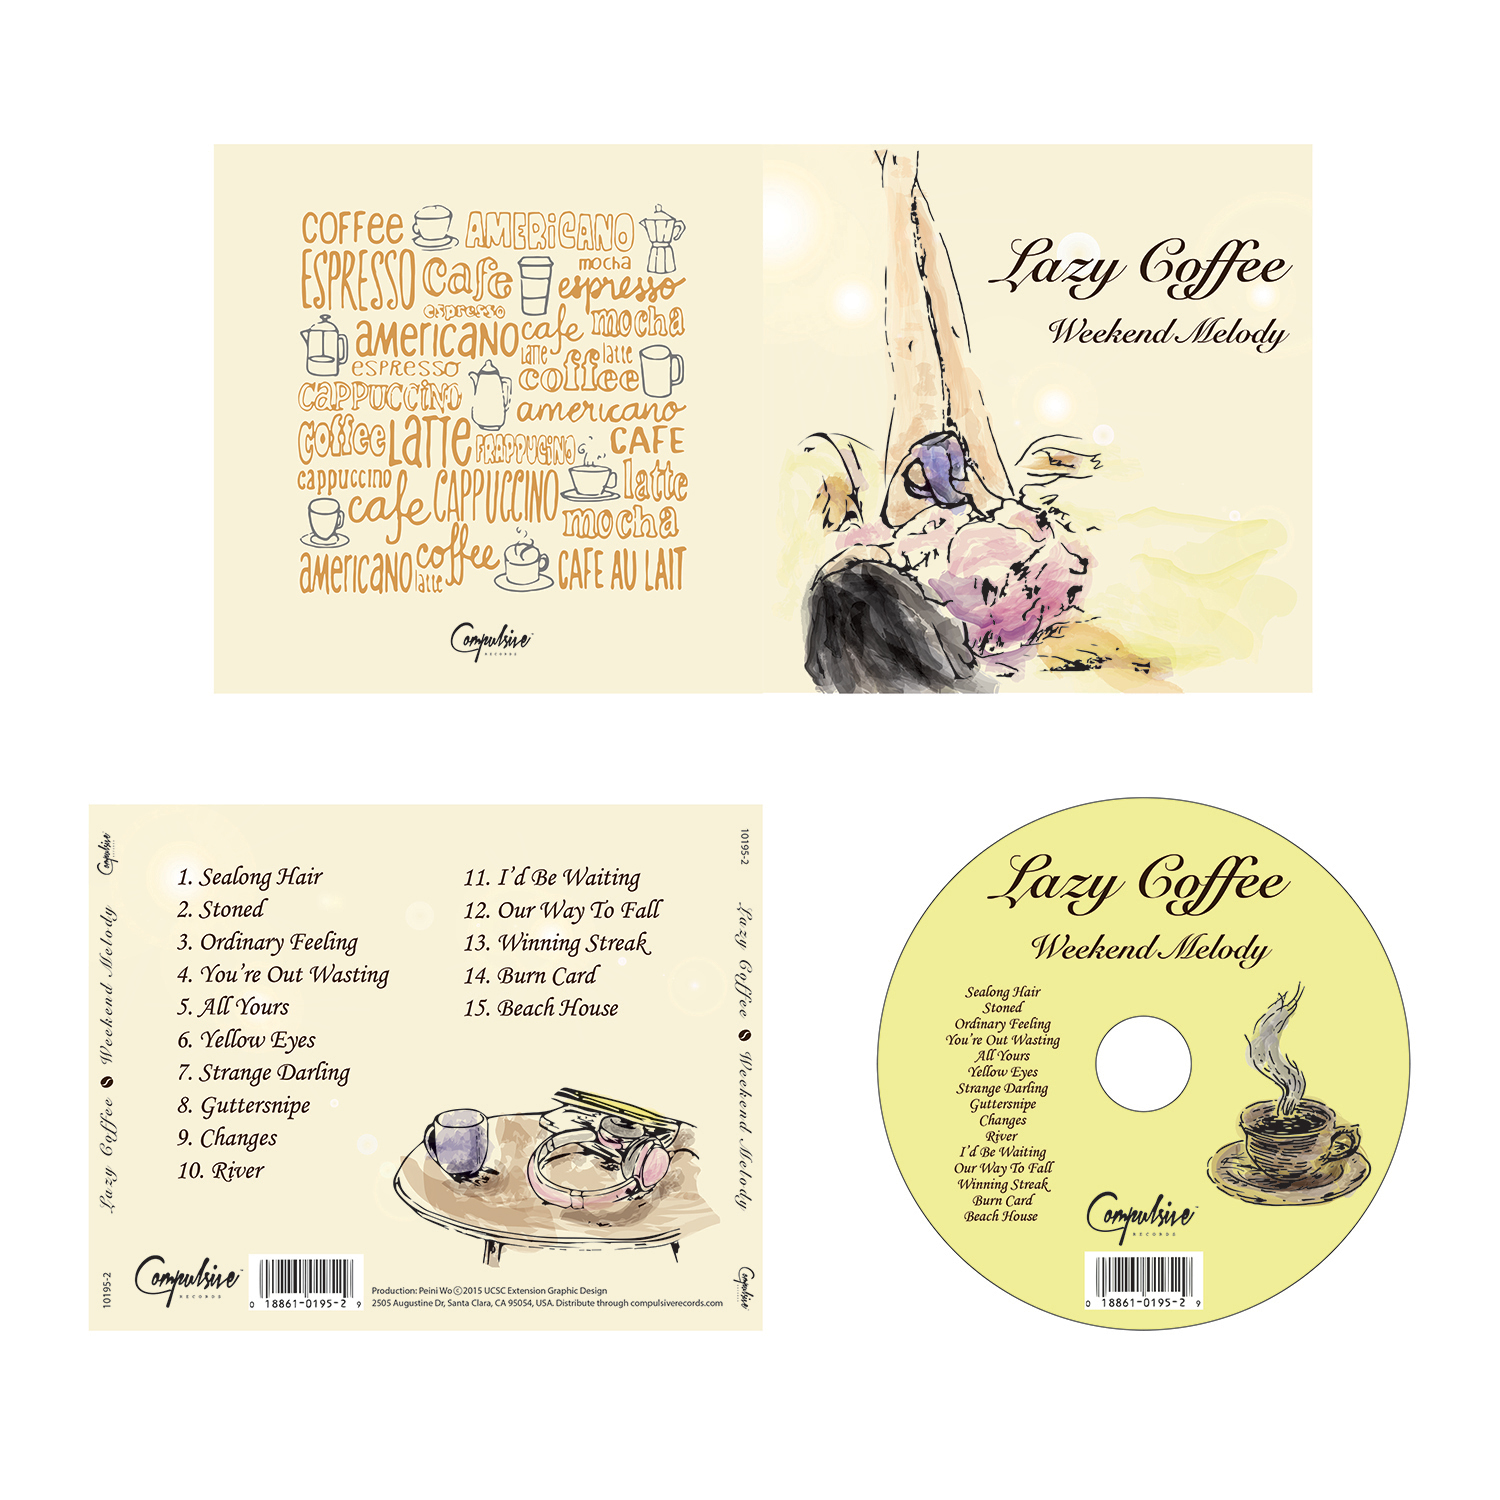 COFFEE AMERICANO
mocha
ESPRESSO Cafe espresso
espresso mocha
americano cafe
LATTE latte
espresso coffee
CAPPUCCINO
americano
coffee LATTE FRAPPUCINO CAFE
cappuccino cafe CAPPUCCINO latte
mocha
americano coffee
latte CAFE AU LAIT
Compulsive
RECORDS
Lazy Coffee
Weekend Melody
Compulsive
Lazy Coffee Weekend Melody
10195-2
1. Sealong Hair
2. Stoned
3. Ordinary Feeling
4. You're Out Wasting
5. All Yours
6. Yellow Eyes
7. Strange Darling
8. Guttersnipe
9. Changes
10. River
11. I'd Be Waiting
12. Our Way To Fall
13. Winning Streak
14. Burn Card
15. Beach House
10195-2
Lazy Coffee Weekend Melody
Compulsive
Compulsive™
RECORDS
0 18861-0195-2 9
Production: Peini Wo ©2015 UCSC Extension Graphic Design
2505 Augustine Dr, Santa Clara, CA 95054, USA. Distribute through compulsiverecords.com
Lazy Coffee
Weekend Melody
Sealong Hair
Stoned
Ordinary Feeling
You're Out Wasting
All Yours
Yellow Eyes
Strange Darling
Guttersnipe
Changes
River
I'd Be Waiting
Our Way To Fall
Winning Streak
Burn Card
Beach House
Compulsive™
RECORDS
0 18861-0195-2 9